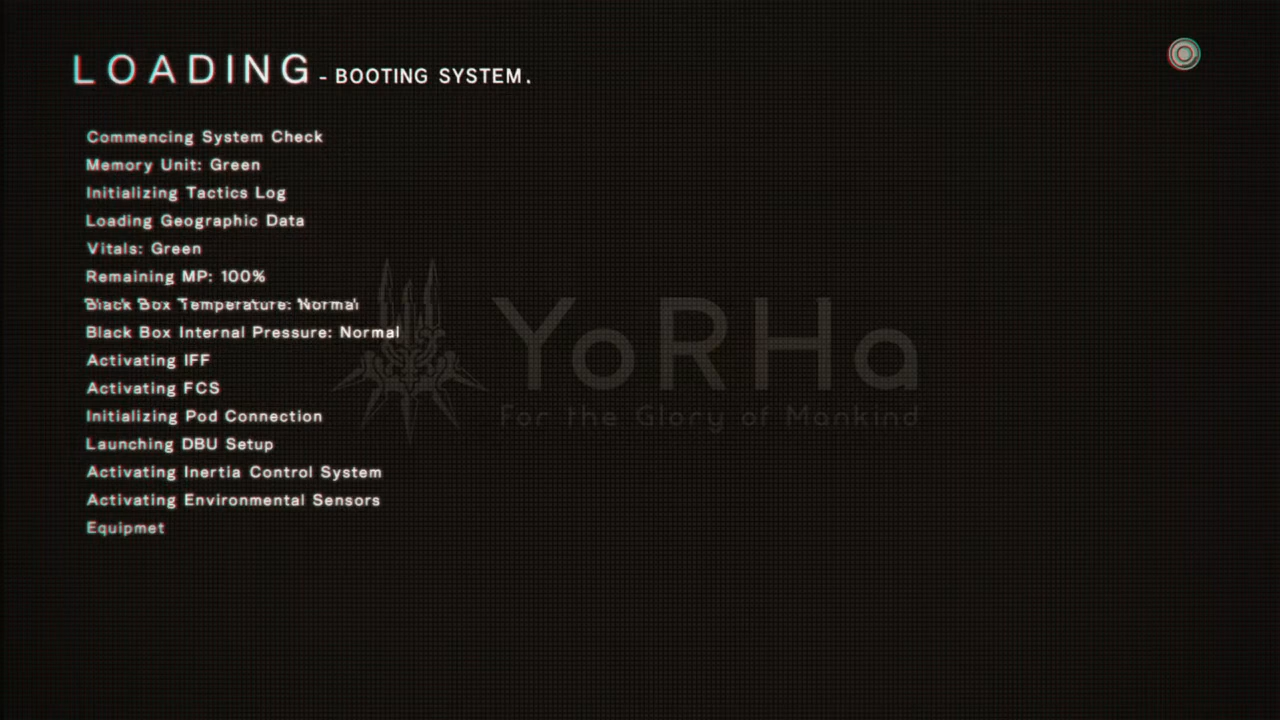 LOADING - BOOTING SYSTEM.
Commencing System Check
Memory Unit: Green
Initializing Tactics Log
Loading Geographic Data
Vitals: Green
Remaining MP: 100%
Black Box Temperature: Normal
Black Box Internal Pressure: Normal
Activating IFF
Activating FCS
Initializing Pod Connection
Launching DBU Setup
Activating Inertia Control System
Activating Environmental Sensors
Equipmet
YoRHa
For the Glory of Mankind